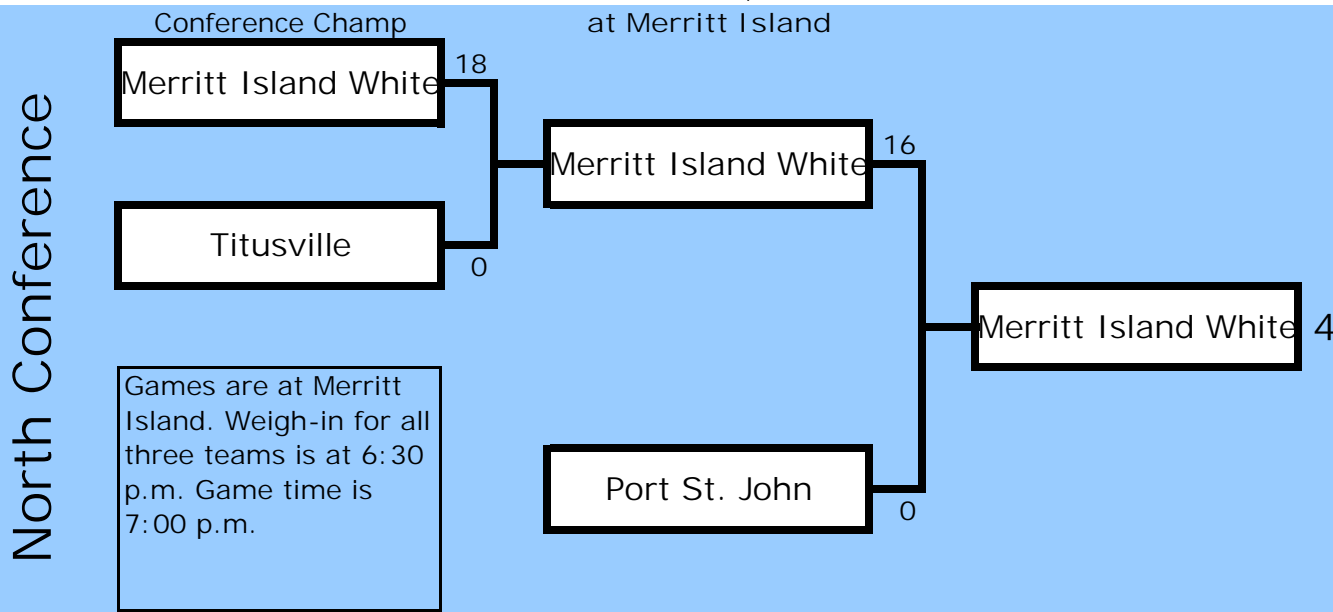 Conference Champ
at Merritt Island
18
Merritt Island White
16
Merritt Island White
Titusville
0
North Conference
Merritt Island White 4
Games are at Merritt
Island. Weigh-in for all
three teams is at 6:30
p.m. Game time is
7:00 p.m.
Port St. John
0